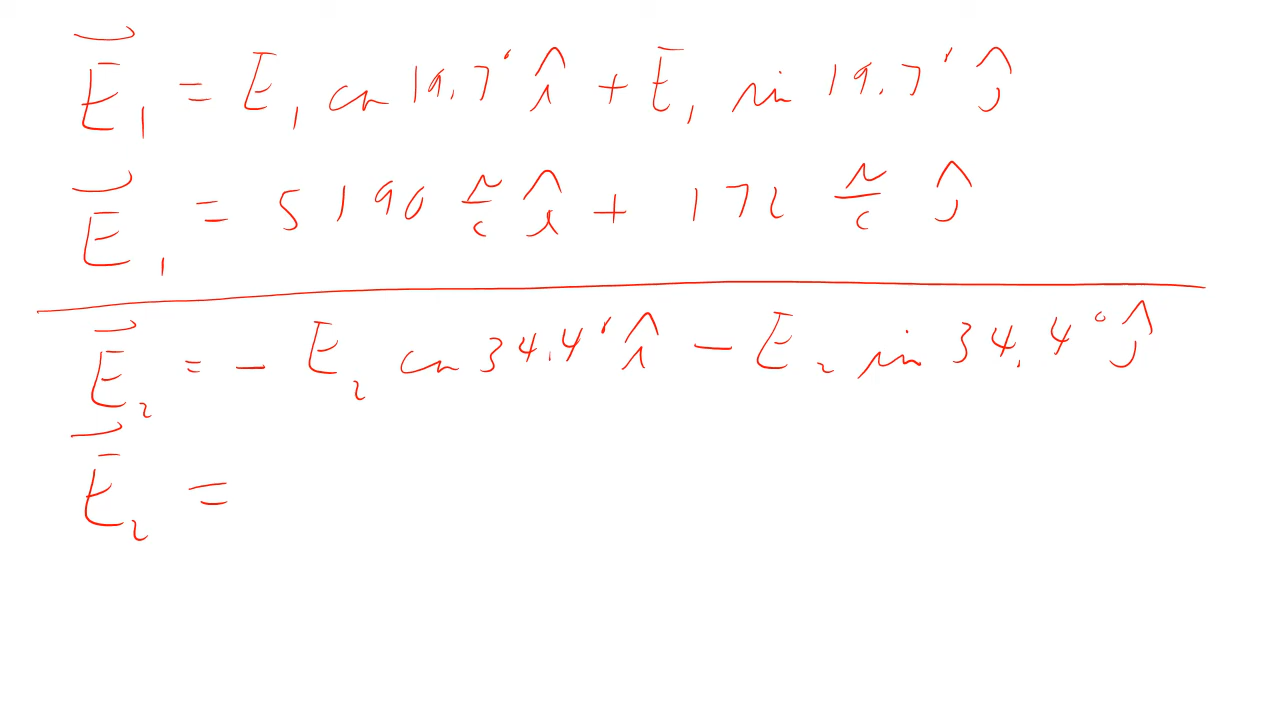 E⃗₁ = E₁ cos 19.7° î + E₁ sin 19.7° ĵ
E⃗₁ = 5190 N/C î + 172 N/C ĵ
E⃗₂ = - E₂ cos 34.4° î - E₂ sin 34.4° ĵ
E⃗₂ =